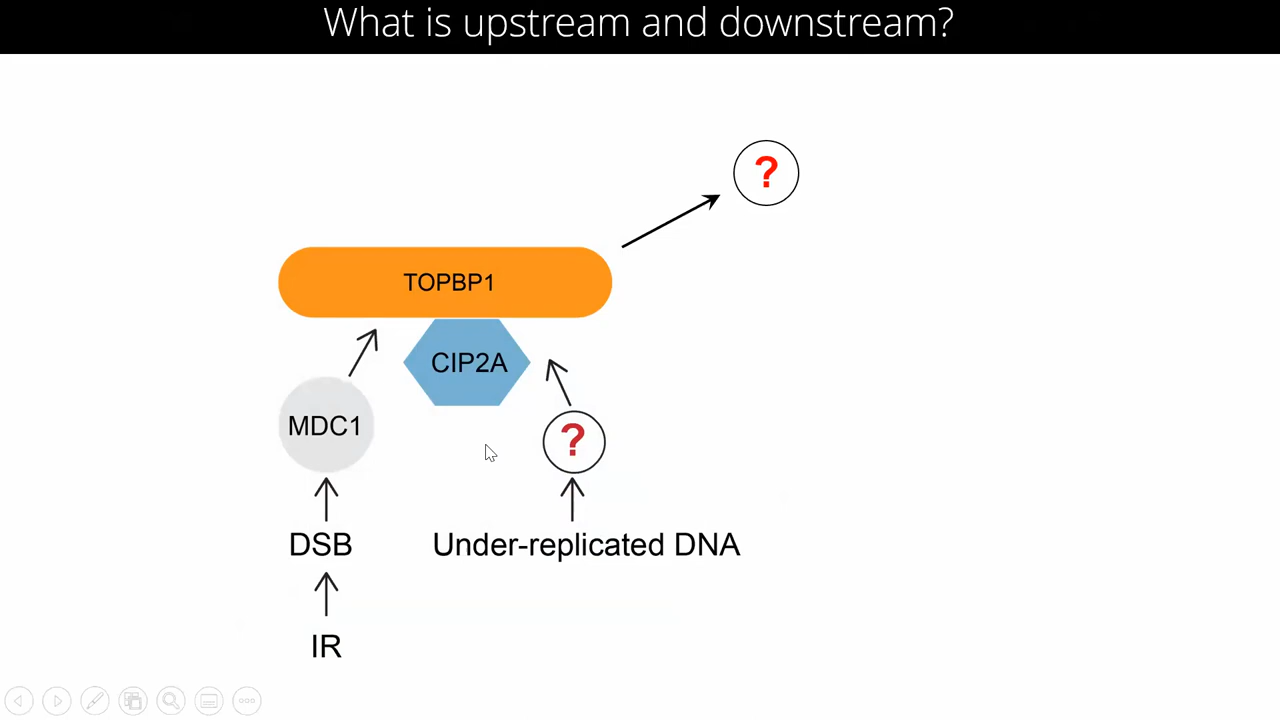 What is upstream and downstream?
?
TOPBP1
CIP2A
MDC1
?
DSB
Under-replicated DNA
IR